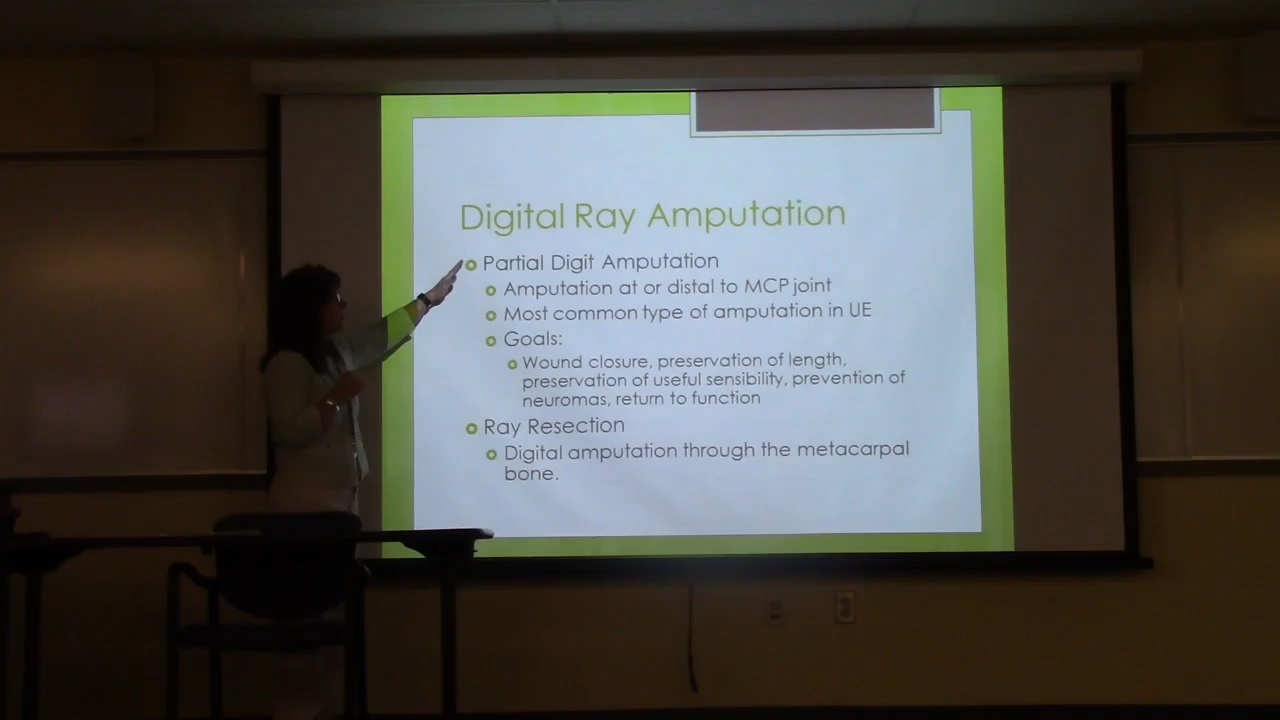 Digital Ray Amputation
Partial Digit Amputation
Amputation at or distal to MCP joint
Most common type of amputation in UE
Goals:
Wound closure, preservation of length,
preservation of useful sensibility, prevention of
neuromas, return to function
Ray Resection
Digital amputation through the metacarpal
bone.